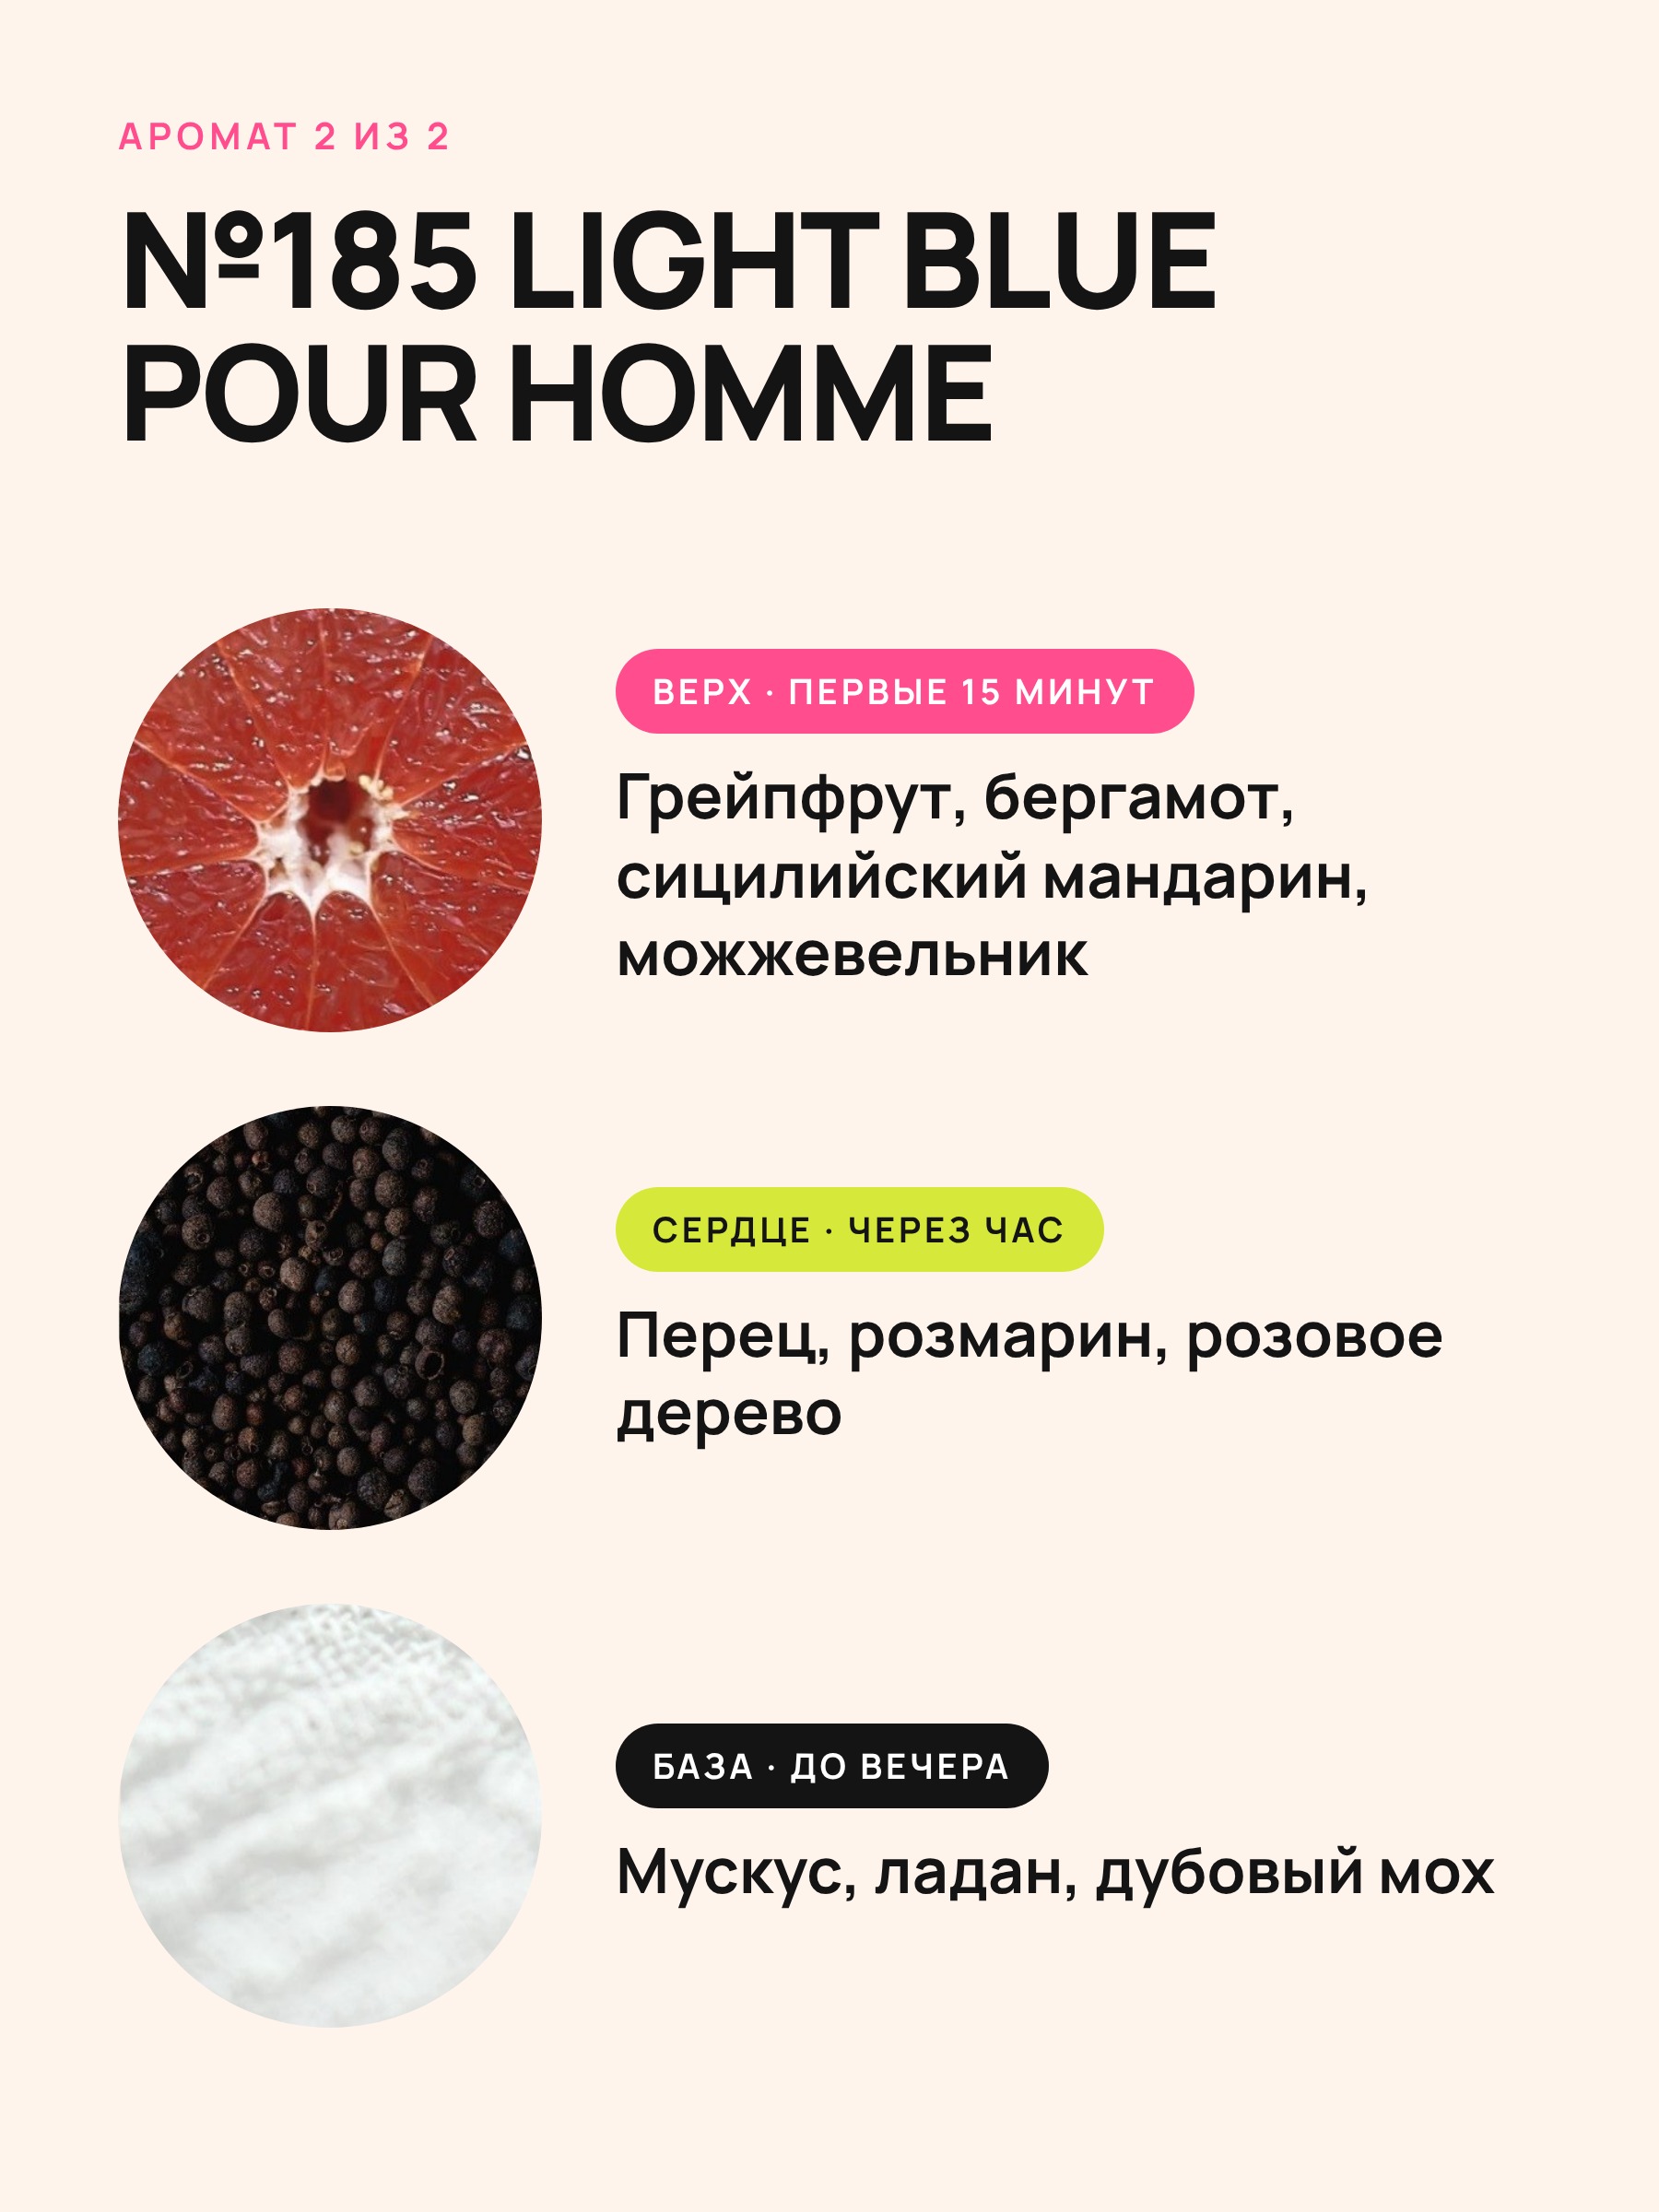 АРОМАТ 2 ИЗ 2
№185 LIGHT BLUE
POUR HOMME
ВЕРХ · ПЕРВЫЕ 15 МИНУТ
Грейпфрут, бергамот,
сицилийский мандарин,
можжевельник
СЕРДЦЕ · ЧЕРЕЗ ЧАС
Перец, розмарин, розовое
дерево
БАЗА · ДО ВЕЧЕРА
Мускус, ладан, дубовый мох